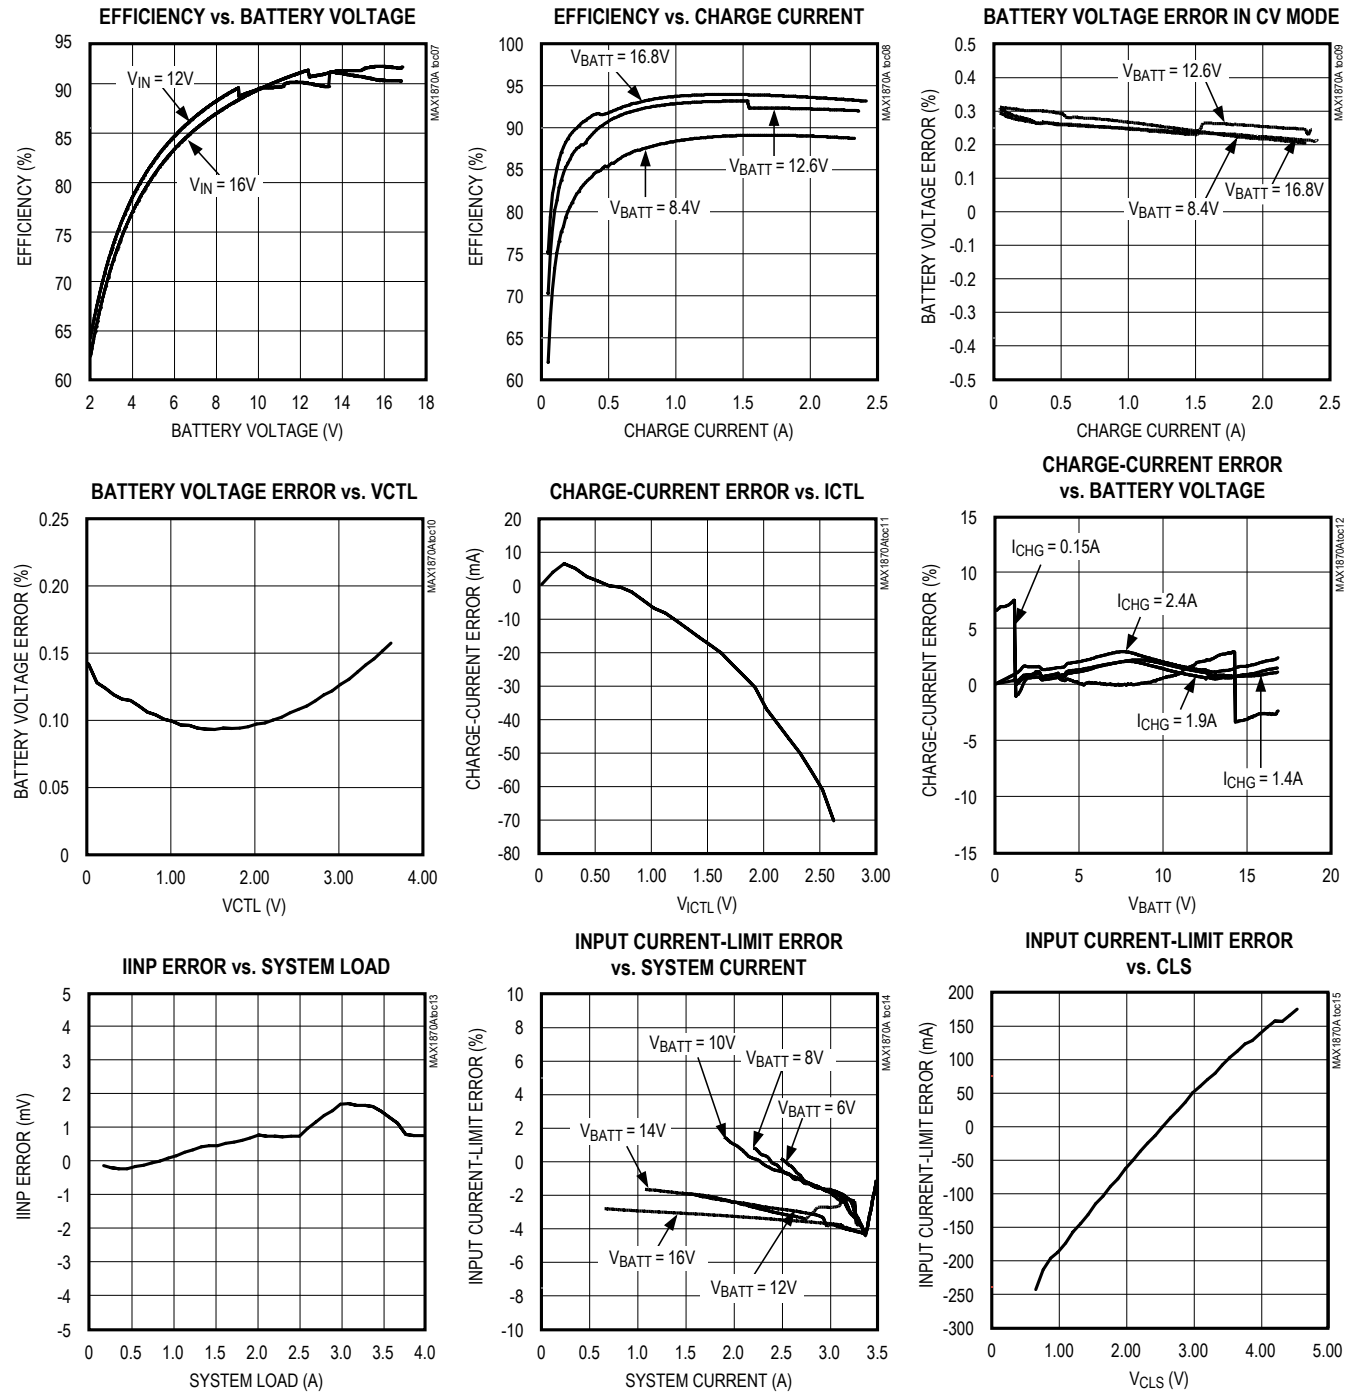 EFFICIENCY vs. BATTERY VOLTAGE
95
90
85
80
75
70
65
60
EFFICIENCY (%)
VIN = 12V
VIN = 16V
2 4 6 8 10 12 14 16 18
BATTERY VOLTAGE (V)
MAX1870A toc07
EFFICIENCY vs. CHARGE CURRENT
100
95
90
85
80
75
70
65
60
EFFICIENCY (%)
VBATT = 16.8V
VBATT = 12.6V
VBATT = 8.4V
0 0.5 1.0 1.5 2.0 2.5
CHARGE CURRENT (A)
MAX1870A toc08
BATTERY VOLTAGE ERROR IN CV MODE
0.5
0.4
0.3
0.2
0.1
0
-0.1
-0.2
-0.3
-0.4
-0.5
BATTERY VOLTAGE ERROR (%)
VBATT = 12.6V
VBATT = 16.8V
VBATT = 8.4V
0 0.5 1.0 1.5 2.0 2.5
CHARGE CURRENT (A)
MAX1870A toc09
BATTERY VOLTAGE ERROR vs. VCTL
0.25
0.20
0.15
0.10
0.05
0
BATTERY VOLTAGE ERROR (%)
0 1.00 2.00 3.00 4.00
VCTL (V)
MAX1870Atoc10
CHARGE-CURRENT ERROR vs. ICTL
20
10
0
-10
-20
-30
-40
-50
-60
-70
-80
CHARGE-CURRENT ERROR (mA)
0 0.50 1.00 1.50 2.00 2.50 3.00
VICTL (V)
MAX1870Atoc11
CHARGE-CURRENT ERROR
vs. BATTERY VOLTAGE
15
10
5
0
-5
-10
-15
CHARGE-CURRENT ERROR (%)
ICHG = 0.15A
ICHG = 2.4A
ICHG = 1.9A
ICHG = 1.4A
0 5 10 15 20
VBATT (V)
MAX1870Atoc12
IINP ERROR vs. SYSTEM LOAD
5
4
3
2
1
0
-1
-2
-3
-4
-5
IINP ERROR (mV)
0 0.5 1.0 1.5 2.0 2.5 3.0 3.5 4.0
SYSTEM LOAD (A)
MAX1870Atoc13
INPUT CURRENT-LIMIT ERROR
vs. SYSTEM CURRENT
10
8
6
4
2
0
-2
-4
-6
-8
-10
INPUT CURRENT-LIMIT ERROR (%)
VBATT = 10V
VBATT = 8V
VBATT = 6V
VBATT = 14V
VBATT = 16V
VBATT = 12V
0 0.5 1.0 1.5 2.0 2.5 3.0 3.5
SYSTEM CURRENT (A)
MAX1870A toc14
INPUT CURRENT-LIMIT ERROR
vs. CLS
200
150
100
50
0
-50
-100
-150
-200
-250
-300
INPUT CURRENT-LIMIT ERROR (mA)
0 1.00 2.00 3.00 4.00 5.00
VCLS (V)
MAX1870A toc15